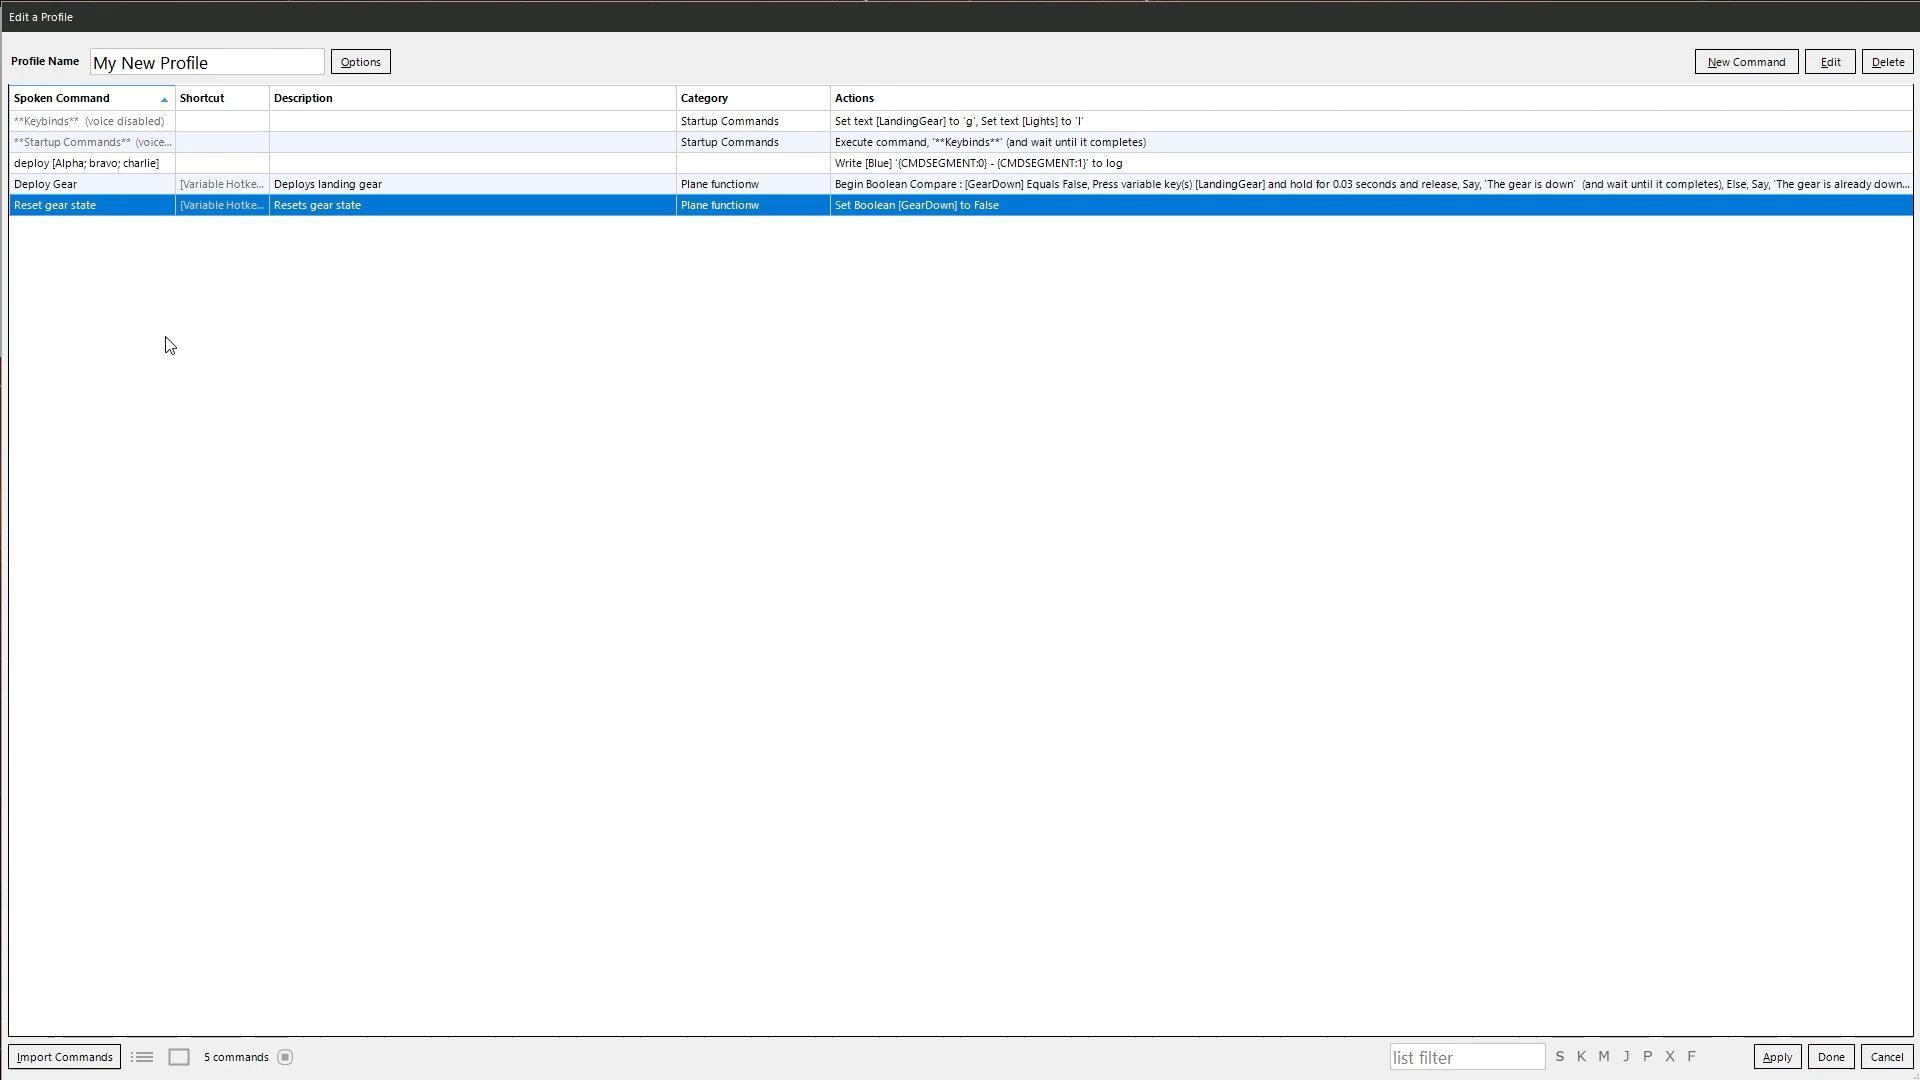 Edit a Profile
Profile Name My New Profile Options New Command Edit Delete
Spoken Command Shortcut Description Category Actions
**Keybinds** (voice disabled) Startup Commands Set text [LandingGear] to 'g', Set text [Lights] to 'l'
**Startup Commands** (voice... Startup Commands Execute command, '**Keybinds**' (and wait until it completes)
deploy [Alpha; bravo; charlie] Write [Blue] '{CMDSEGMENT:0} - {CMDSEGMENT:1}' to log
Deploy Gear [Variable Hotke... Deploys landing gear Plane functionw Begin Boolean Compare : [GearDown] Equals False, Press variable key(s) [LandingGear] and hold for 0.03 seconds and release, Say, 'The gear is down' (and wait until it completes), Else, Say, 'The gear is already down...
Reset gear state [Variable Hotke... Resets gear state Plane functionw Set Boolean [GearDown] to False
Import Commands 5 commands list filter S K M J P X F Apply Done Cancel